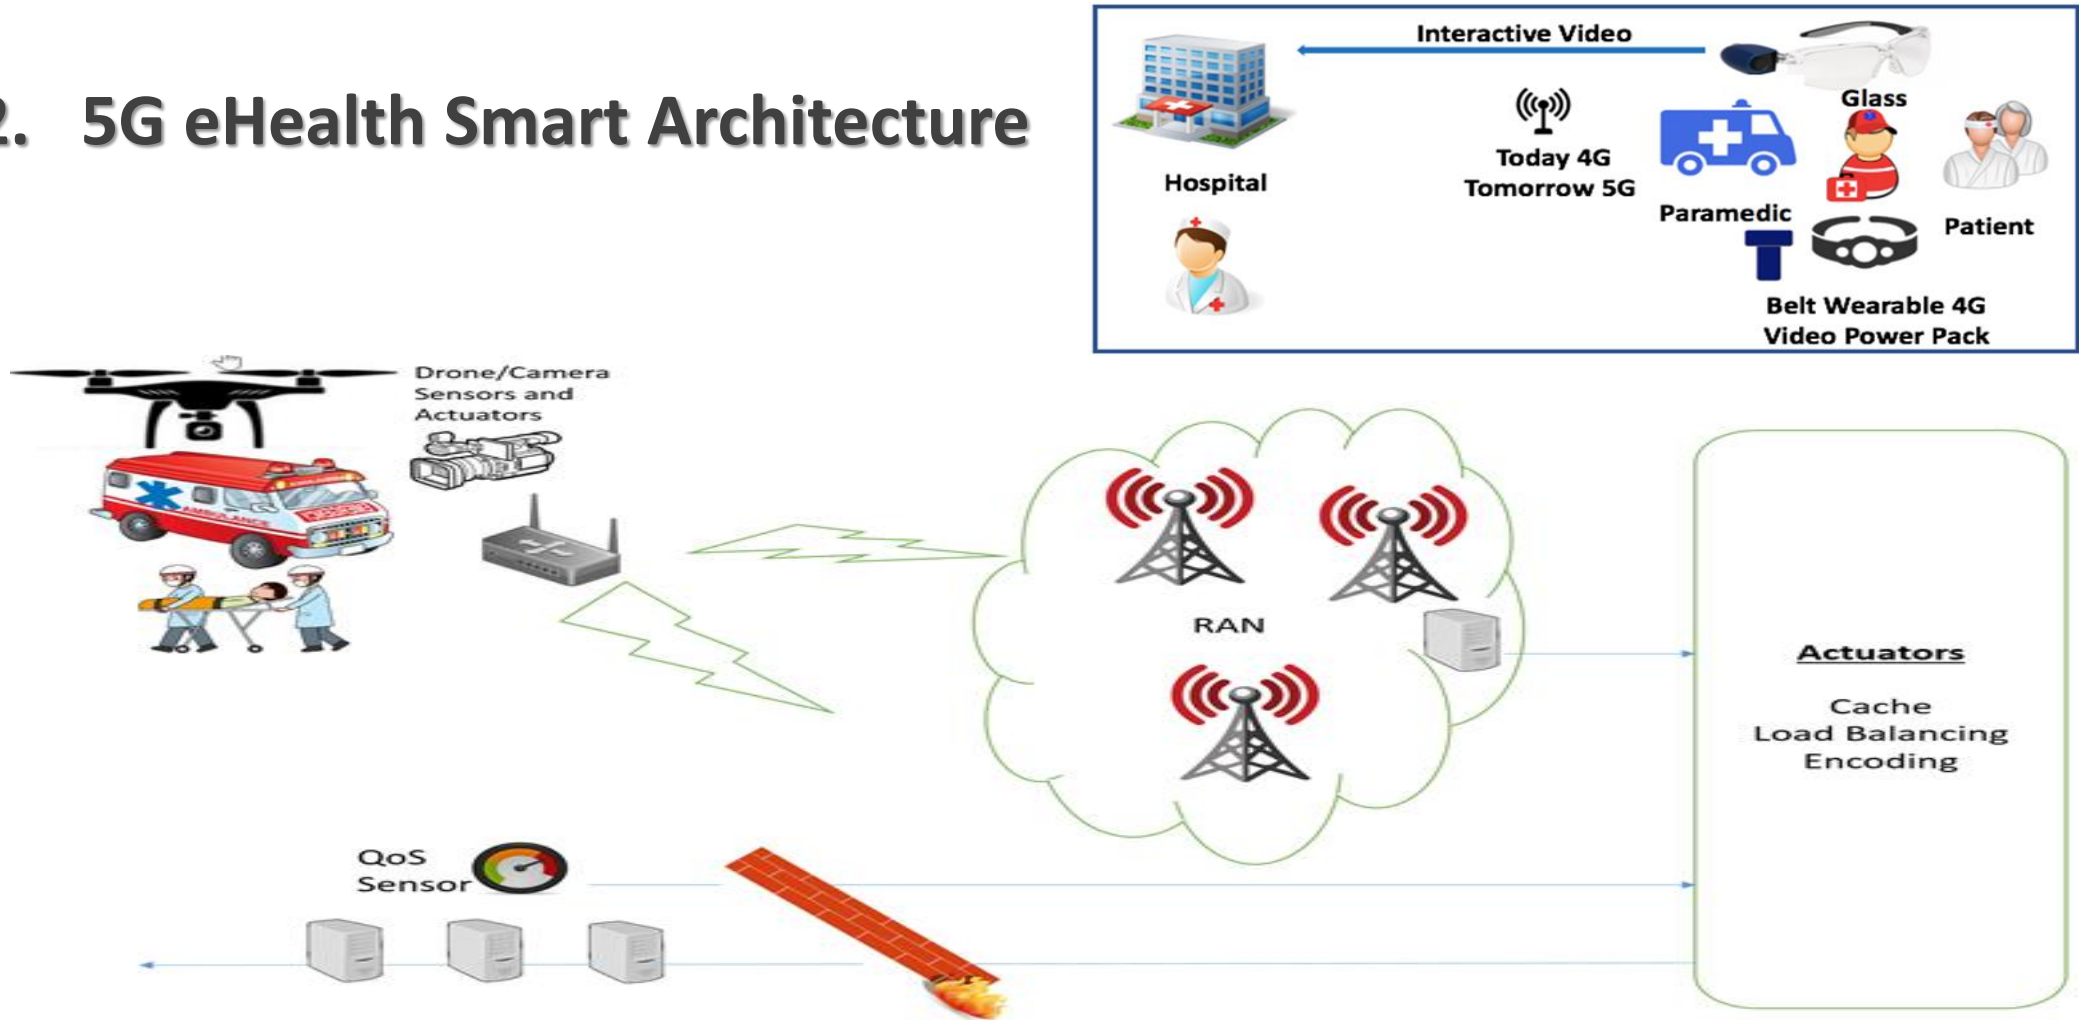 2. 5G eHealth Smart Architecture
Interactive Video
Glass
Today 4G
Tomorrow 5G
Hospital
Paramedic
Patient
Belt Wearable 4G
Video Power Pack
Drone/Camera
Sensors and
Actuators
AMBULANCE
RAN
Actuators
Cache
Load Balancing
Encoding
QoS
Sensor